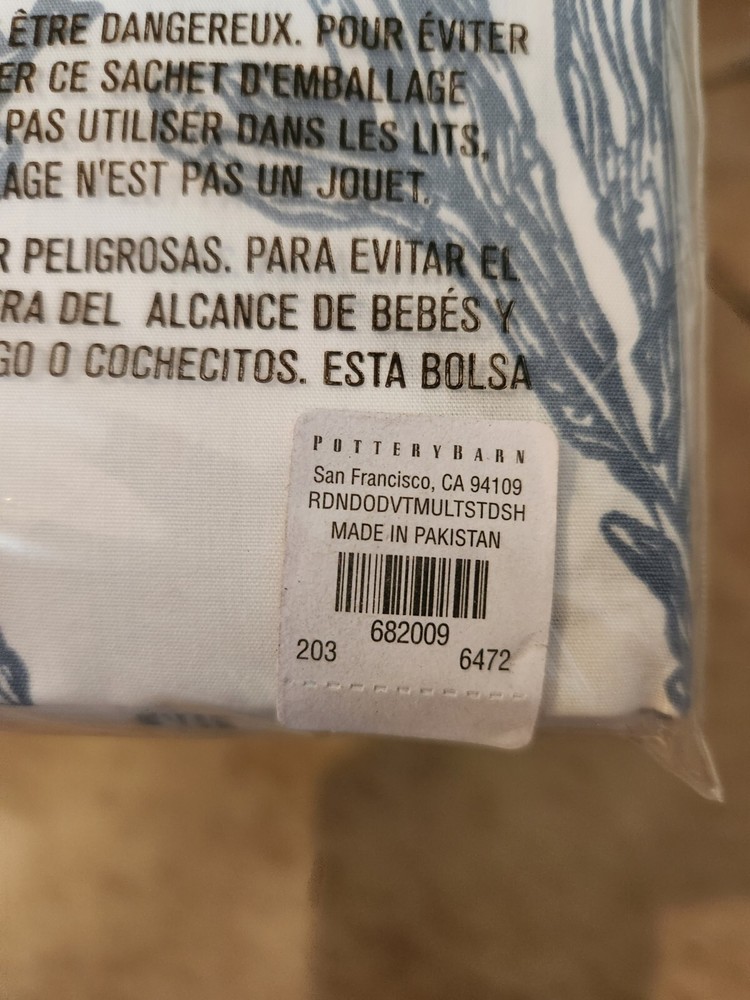 ÊTRE DANGEREUX. POUR ÉVITER
ER CE SACHET D'EMBALLAGE
PAS UTILISER DANS LES LITS,
LAGE N'EST PAS UN JOUET.
R PELIGROSAS. PARA EVITAR EL
RA DEL ALCANCE DE BEBÉS Y
GO O COCHECITOS. ESTA BOLSA
POTTERYBARN
San Francisco, CA 94109
RDNDODVTMULTSTDSH
MADE IN PAKISTAN
682009
203 6472